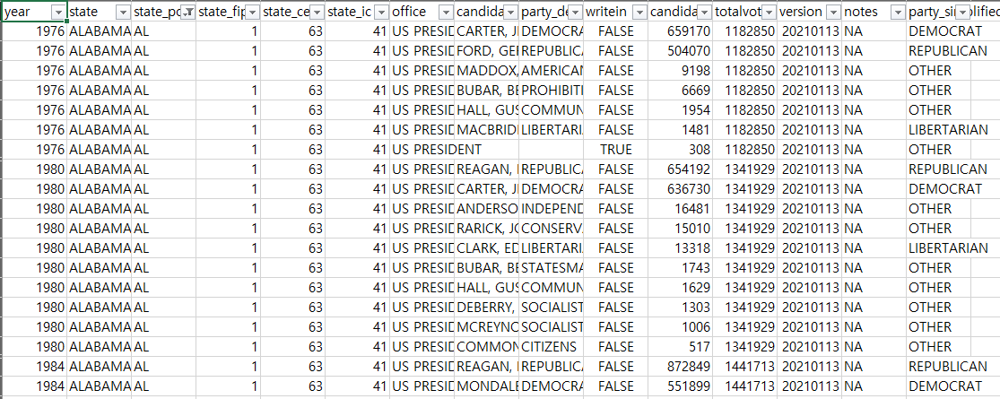 year state state_po state_fip state_ce state_ic office candida party_de writein candida totalvot version notes party_sim plified
1976 ALABAMA AL 1 63 41 US PRESID CARTER, J DEMOCRA FALSE 659170 1182850 20210113 NA DEMOCRAT
1976 ALABAMA AL 1 63 41 US PRESID FORD, GEI REPUBLICA FALSE 504070 1182850 20210113 NA REPUBLICAN
1976 ALABAMA AL 1 63 41 US PRESID MADDOX, AMERICAN FALSE 9198 1182850 20210113 NA OTHER
1976 ALABAMA AL 1 63 41 US PRESID BUBAR, BE PROHIBITI FALSE 6669 1182850 20210113 NA OTHER
1976 ALABAMA AL 1 63 41 US PRESID HALL, GUS COMMUN FALSE 1954 1182850 20210113 NA OTHER
1976 ALABAMA AL 1 63 41 US PRESID MACBRID LIBERTARI FALSE 1481 1182850 20210113 NA LIBERTARIAN
1976 ALABAMA AL 1 63 41 US PRESIDENT TRUE 308 1182850 20210113 NA OTHER
1980 ALABAMA AL 1 63 41 US PRESID REAGAN, REPUBLICA FALSE 654192 1341929 20210113 NA REPUBLICAN
1980 ALABAMA AL 1 63 41 US PRESID CARTER, J DEMOCRA FALSE 636730 1341929 20210113 NA DEMOCRAT
1980 ALABAMA AL 1 63 41 US PRESID ANDERSO INDEPEND FALSE 16481 1341929 20210113 NA OTHER
1980 ALABAMA AL 1 63 41 US PRESID RARICK, JO CONSERV FALSE 15010 1341929 20210113 NA OTHER
1980 ALABAMA AL 1 63 41 US PRESID CLARK, ED LIBERTARI FALSE 13318 1341929 20210113 NA LIBERTARIAN
1980 ALABAMA AL 1 63 41 US PRESID BUBAR, BE STATESMA FALSE 1743 1341929 20210113 NA OTHER
1980 ALABAMA AL 1 63 41 US PRESID HALL, GUS COMMUN FALSE 1629 1341929 20210113 NA OTHER
1980 ALABAMA AL 1 63 41 US PRESID DEBERRY, SOCIALIST FALSE 1303 1341929 20210113 NA OTHER
1980 ALABAMA AL 1 63 41 US PRESID MCREYNC SOCIALIST FALSE 1006 1341929 20210113 NA OTHER
1980 ALABAMA AL 1 63 41 US PRESID COMMON CITIZENS FALSE 517 1341929 20210113 NA OTHER
1984 ALABAMA AL 1 63 41 US PRESID REAGAN, REPUBLICA FALSE 872849 1441713 20210113 NA REPUBLICAN
1984 ALABAMA AL 1 63 41 US PRESID MONDALE DEMOCRA FALSE 551899 1441713 20210113 NA DEMOCRAT